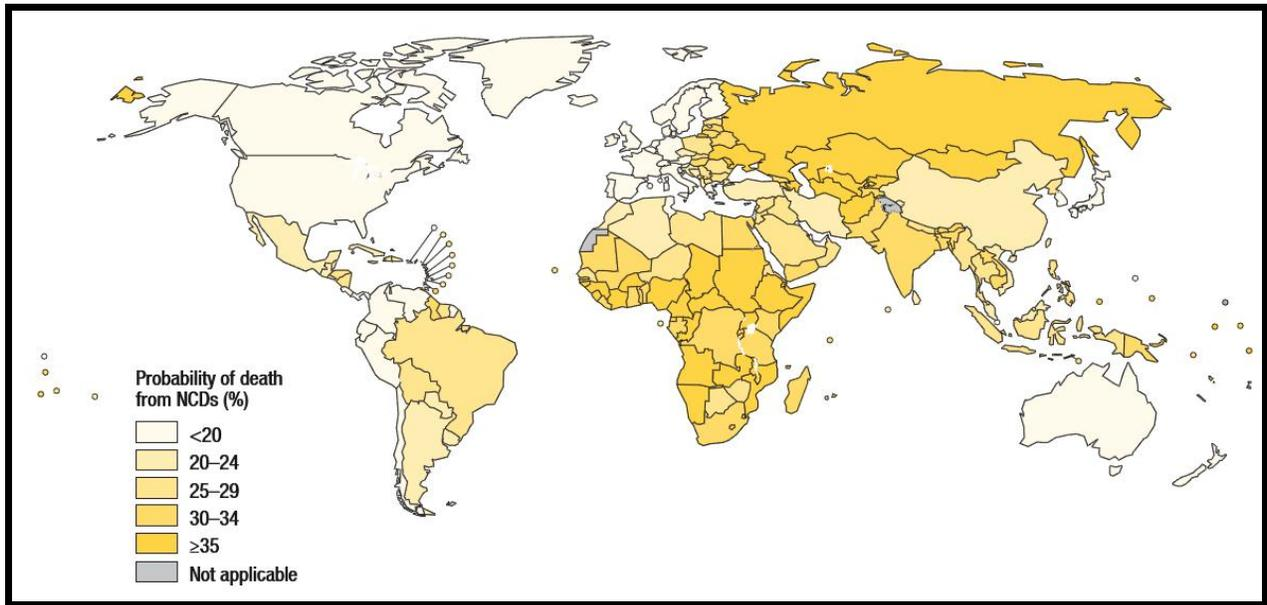 Probability of death
from NCDs (%)
<20
20–24
25–29
30–34
≥35
Not applicable